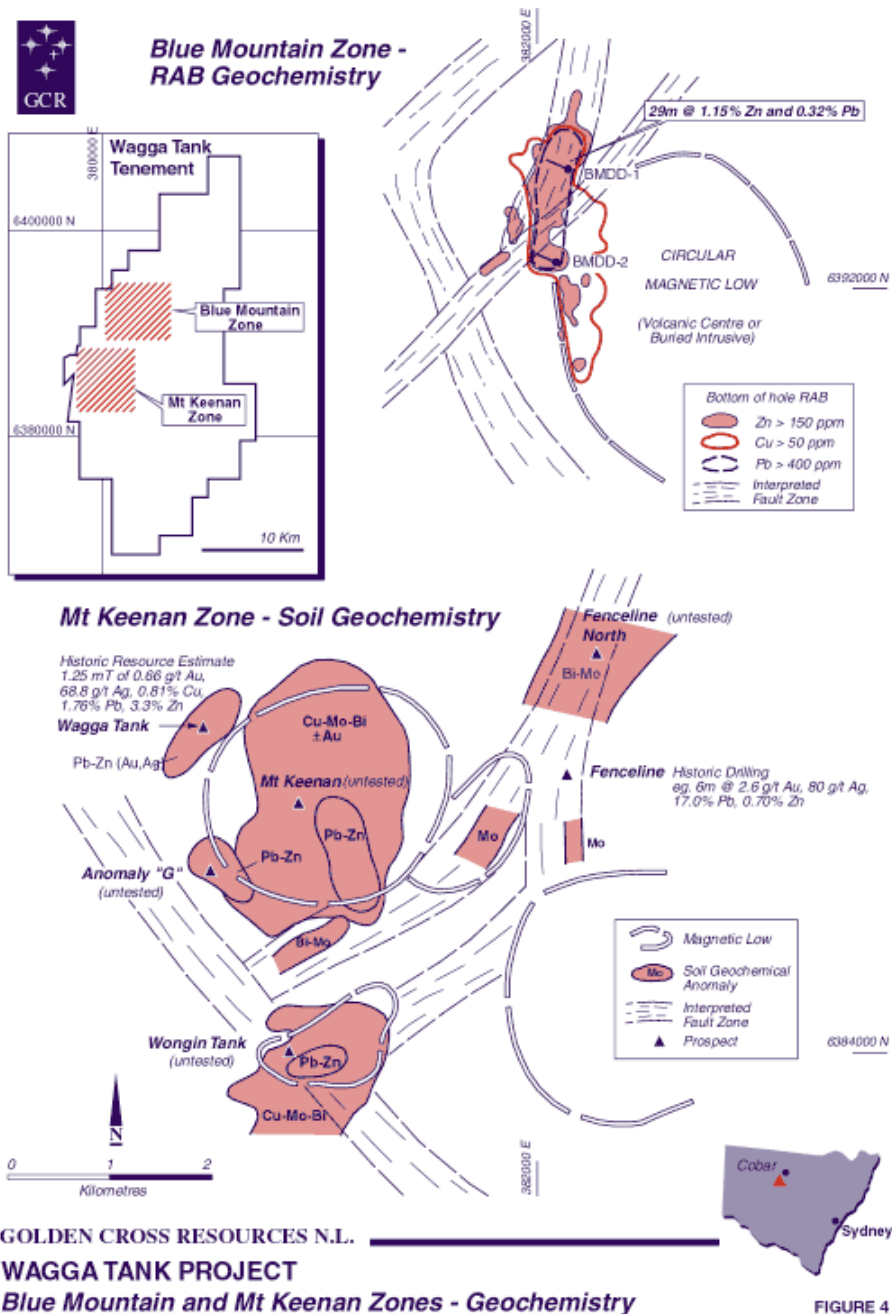 GCR
Blue Mountain Zone -
RAB Geochemistry
382000 E
29m @ 1.15% Zn and 0.32% Pb
BMDD-1
BMDD-2
CIRCULAR
MAGNETIC LOW
(Volcanic Centre or
Buried Intrusive)
6392000 N
Bottom of hole RAB
Zn > 150 ppm
Cu > 50 ppm
Pb > 400 ppm
Interpreted
Fault Zone
380000 E
Wagga Tank
Tenement
6400000 N
Blue Mountain
Zone
Mt Keenan
Zone
6380000 N
10 Km
Mt Keenan Zone - Soil Geochemistry
Historic Resource Estimate
1.25 mT of 0.66 g/t Au,
68.8 g/t Ag, 0.81% Cu,
1.76% Pb, 3.3% Zn
Wagga Tank
Pb-Zn (Au,Ag)
Cu-Mo-Bi
±Au
Mt Keenan (untested)
Pb-Zn
Pb-Zn
Anomaly "G"
(untested)
Bi-Mo
Wongin Tank
(untested)
Pb-Zn
Cu-Mo-Bi
Fenceline (untested)
North
Bi-Mo
Fenceline Historic Drilling
eg. 6m @ 2.6 g/t Au, 80 g/t Ag,
17.0% Pb, 0.70% Zn
Mo
Mo
Magnetic Low
Mo Soil Geochemical
Anomaly
Interpreted
Fault Zone
Prospect
6384000 N
382000 E
N
0 1 2
Kilometres
Cobar
Sydney
GOLDEN CROSS RESOURCES N.L.
WAGGA TANK PROJECT
Blue Mountain and Mt Keenan Zones - Geochemistry
FIGURE 4